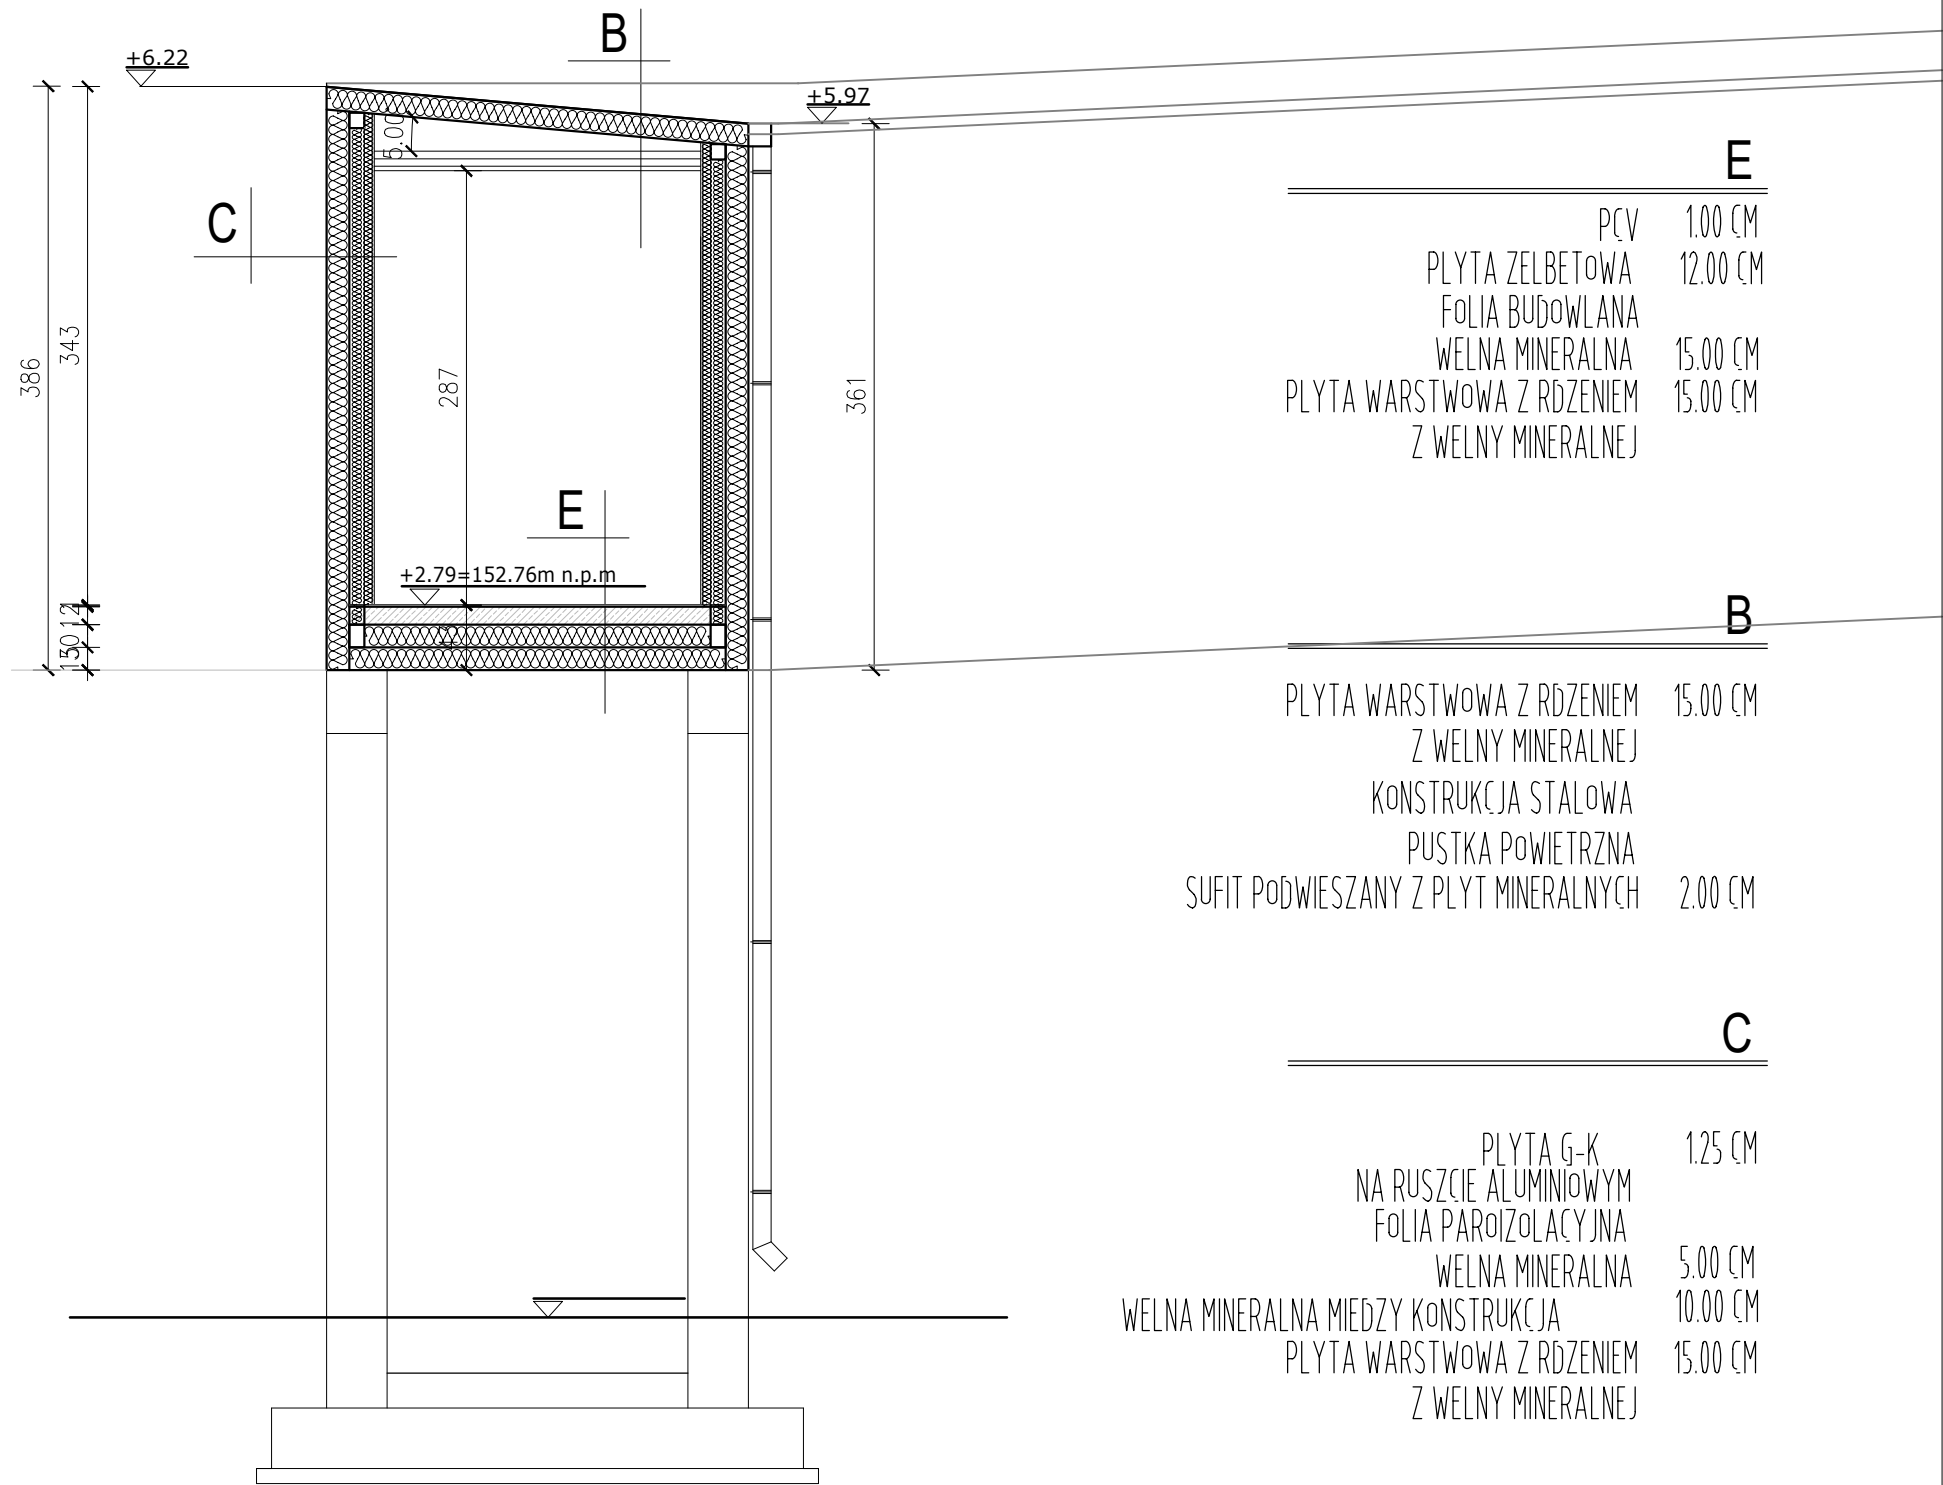 B
+6.22
+5.97
5.00
C
E
PCV 1.00 CM
PLYTA ZELBETOWA 12.00 CM
FOLIA BUDOWLANA
WELNA MINERALNA 15.00 CM
PLYTA WARSTWOWA Z RDZENIEM 15.00 CM
Z WELNY MINERALNEJ
343
386
287
361
E
+2.79=152.76m n.p.m
12
B
PLYTA WARSTWOWA Z RDZENIEM 15.00 CM
Z WELNY MINERALNEJ
KONSTRUKCJA STALOWA
PUSTKA POWIETRZNA
SUFIT PODWIESZANY Z PLYT MINERALNYCH 2.00 CM
C
PLYTA G-K 1.25 CM
NA RUSZCIE ALUMINIOWYM
FOLIA PAROIZOLACYJNA
WELNA MINERALNA 5.00 CM
WELNA MINERALNA MIEDZY KONSTRUKCJA 10.00 CM
PLYTA WARSTWOWA Z RDZENIEM 15.00 CM
Z WELNY MINERALNEJ